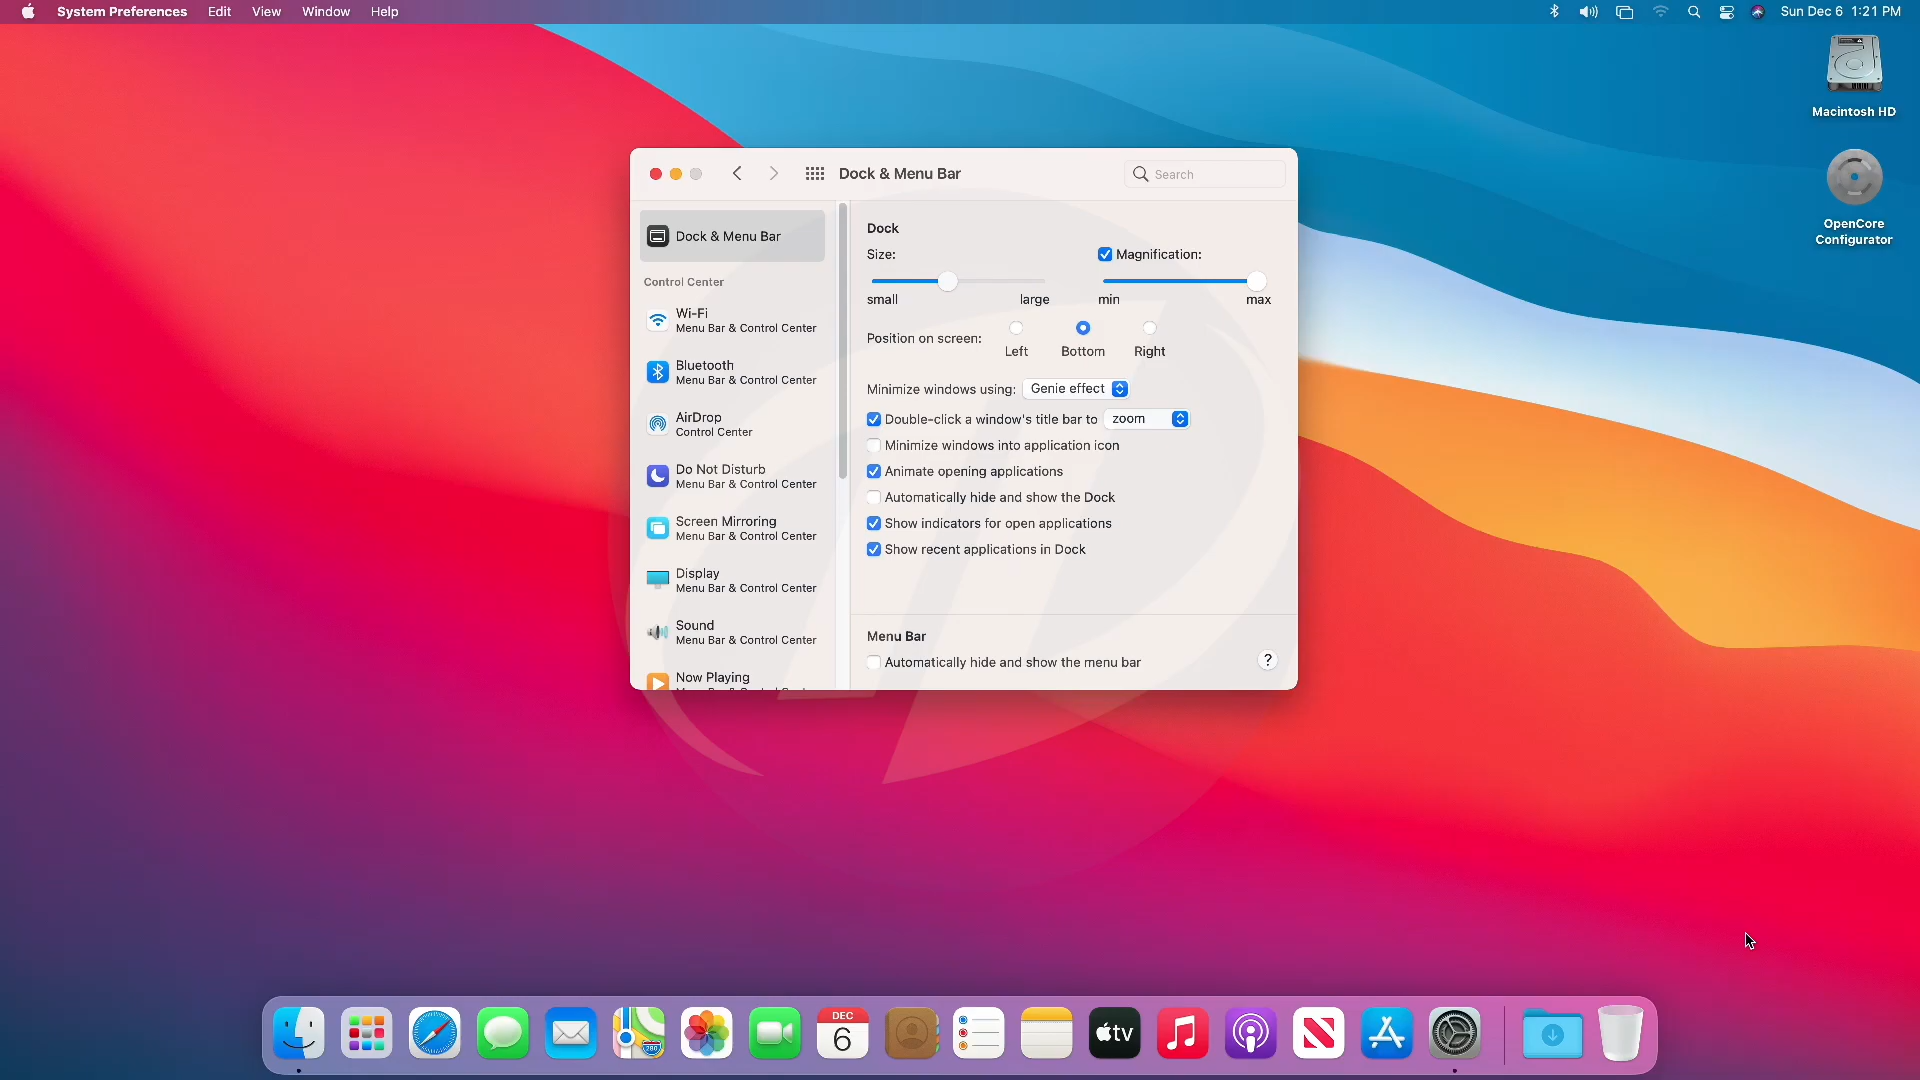 System Preferences Edit View Window Help
Sun Dec 6 1:21 PM
Macintosh HD
OpenCore
Configurator
Dock & Menu Bar
Search
Dock & Menu Bar
Control Center
Wi-Fi
Menu Bar & Control Center
Bluetooth
Menu Bar & Control Center
AirDrop
Control Center
Do Not Disturb
Menu Bar & Control Center
Screen Mirroring
Menu Bar & Control Center
Display
Menu Bar & Control Center
Sound
Menu Bar & Control Center
Now Playing
Dock
Size:
Magnification:
small large
min max
Position on screen:
Left Bottom Right
Minimize windows using: Genie effect
Double-click a window's title bar to zoom
Minimize windows into application icon
Animate opening applications
Automatically hide and show the Dock
Show indicators for open applications
Show recent applications in Dock
Menu Bar
Automatically hide and show the menu bar
?
280
DEC
6
tv